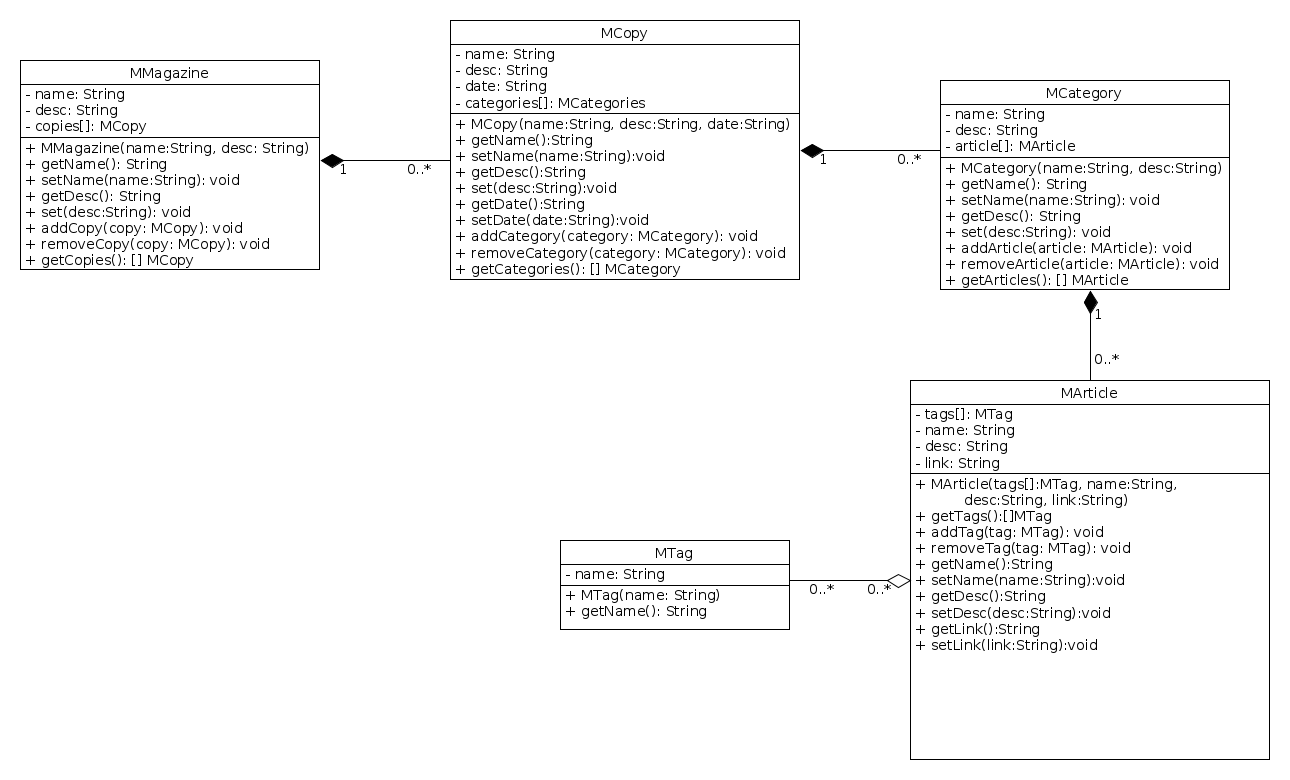 MMagazine
- name: String
- desc: String
- copies[]: MCopy
+ MMagazine(name:String, desc: String)
+ getName(): String
+ setName(name:String): void
+ getDesc(): String
+ set(desc:String): void
+ addCopy(copy: MCopy): void
+ removeCopy(copy: MCopy): void
+ getCopies(): [] MCopy
1
0..*
MCopy
- name: String
- desc: String
- date: String
- categories[]: MCategories
+ MCopy(name:String, desc:String, date:String)
+ getName():String
+ setName(name:String):void
+ getDesc():String
+ set(desc:String):void
+ getDate():String
+ setDate(date:String):void
+ addCategory(category: MCategory): void
+ removeCategory(category: MCategory): void
+ getCategories(): [] MCategory
1
0..*
MCategory
- name: String
- desc: String
- article[]: MArticle
+ MCategory(name:String, desc:String)
+ getName(): String
+ setName(name:String): void
+ getDesc(): String
+ set(desc:String): void
+ addArticle(article: MArticle): void
+ removeArticle(article: MArticle): void
+ getArticles(): [] MArticle
1
0..*
MArticle
- tags[]: MTag
- name: String
- desc: String
- link: String
+ MArticle(tags[]:MTag, name:String,
desc:String, link:String)
+ getTags():[]MTag
+ addTag(tag: MTag): void
+ removeTag(tag: MTag): void
+ getName():String
+ setName(name:String):void
+ getDesc():String
+ setDesc(desc:String):void
+ getLink():String
+ setLink(link:String):void
MTag
- name: String
+ MTag(name: String)
+ getName(): String
0..*
0..*